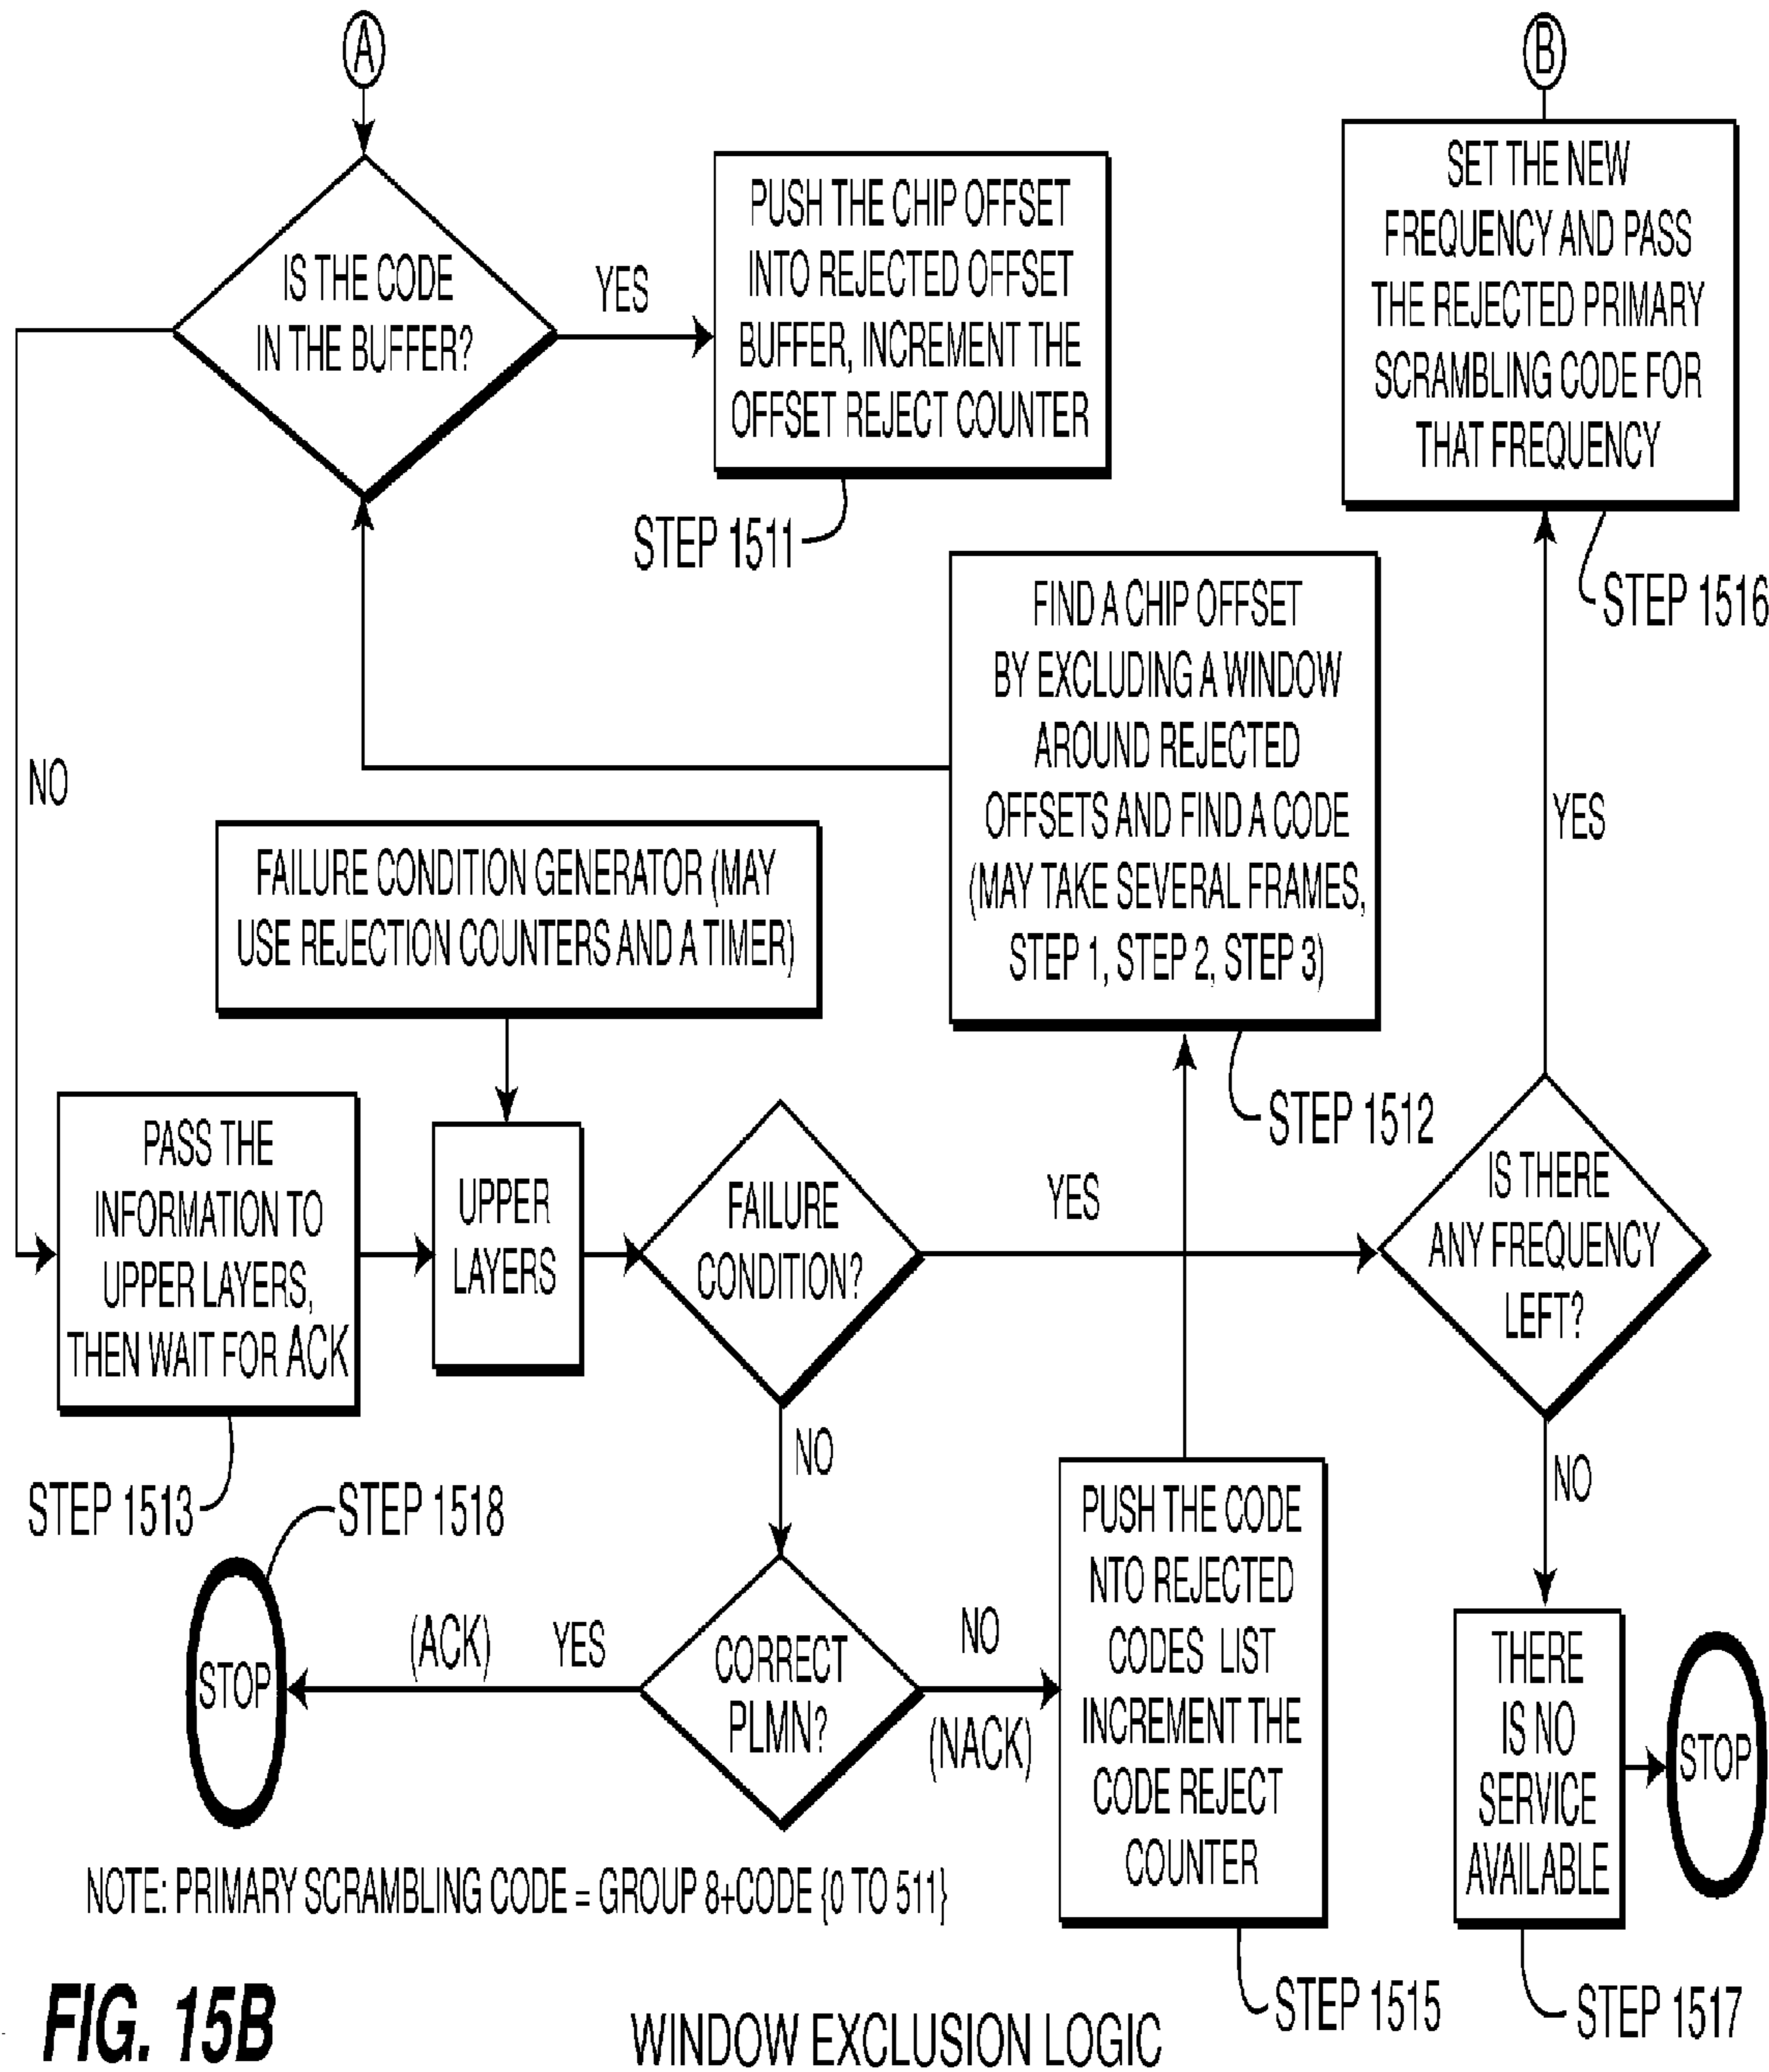 A
B
IS THE CODE
IN THE BUFFER?
YES
PUSH THE CHIP OFFSET
INTO REJECTED OFFSET
BUFFER, INCREMENT THE
OFFSET REJECT COUNTER
STEP 1511
SET THE NEW
FREQUENCY AND PASS
THE REJECTED PRIMARY
SCRAMBLING CODE FOR
THAT FREQUENCY
STEP 1516
FIND A CHIP OFFSET
BY EXCLUDING A WINDOW
AROUND REJECTED
OFFSETS AND FIND A CODE
(MAY TAKE SEVERAL FRAMES,
STEP 1, STEP 2, STEP 3)
STEP 1512
NO
YES
FAILURE CONDITION GENERATOR (MAY
USE REJECTION COUNTERS AND A TIMER)
PASS THE
INFORMATION TO
UPPER LAYERS,
THEN WAIT FOR ACK
STEP 1513
UPPER
LAYERS
FAILURE
CONDITION?
YES
IS THERE
ANY FREQUENCY
LEFT?
NO
NO
STEP 1518
STOP
(ACK)
YES
CORRECT
PLMN?
NO
(NACK)
PUSH THE CODE
NTO REJECTED
CODES LIST
INCREMENT THE
CODE REJECT
COUNTER
STEP 1515
THERE
IS NO
SERVICE
AVAILABLE
STEP 1517
STOP
NOTE: PRIMARY SCRAMBLING CODE = GROUP 8+CODE {0 TO 511}
FIG. 15B
WINDOW EXCLUSION LOGIC